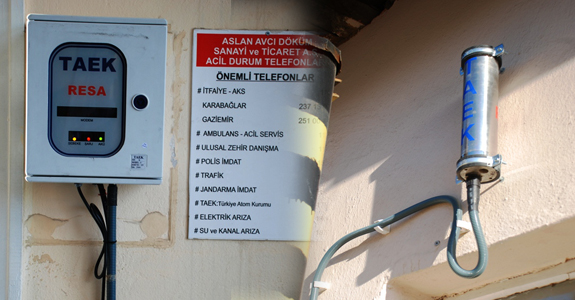 TAEK
RESA
TAEK
ASLAN AVCI DÖKÜM
SANAYİ ve TİCARET A.Ş.
ACİL DURUM TELEFONLA
ÖNEMLİ TELEFONLAR
# İTFAİYE - AKS
KARABAĞLAR
GAZİEMİR
# AMBULANS - ACİL SERVİS
# ULUSAL ZEHİR DANIŞMA
# POLİS İMDAT
# TRAFİK
# JANDARMA İMDAT
# TAEK:Türkiye Atom Kurumu
# ELEKTRİK ARIZA
# SU ve KANAL ARIZA
TAEK